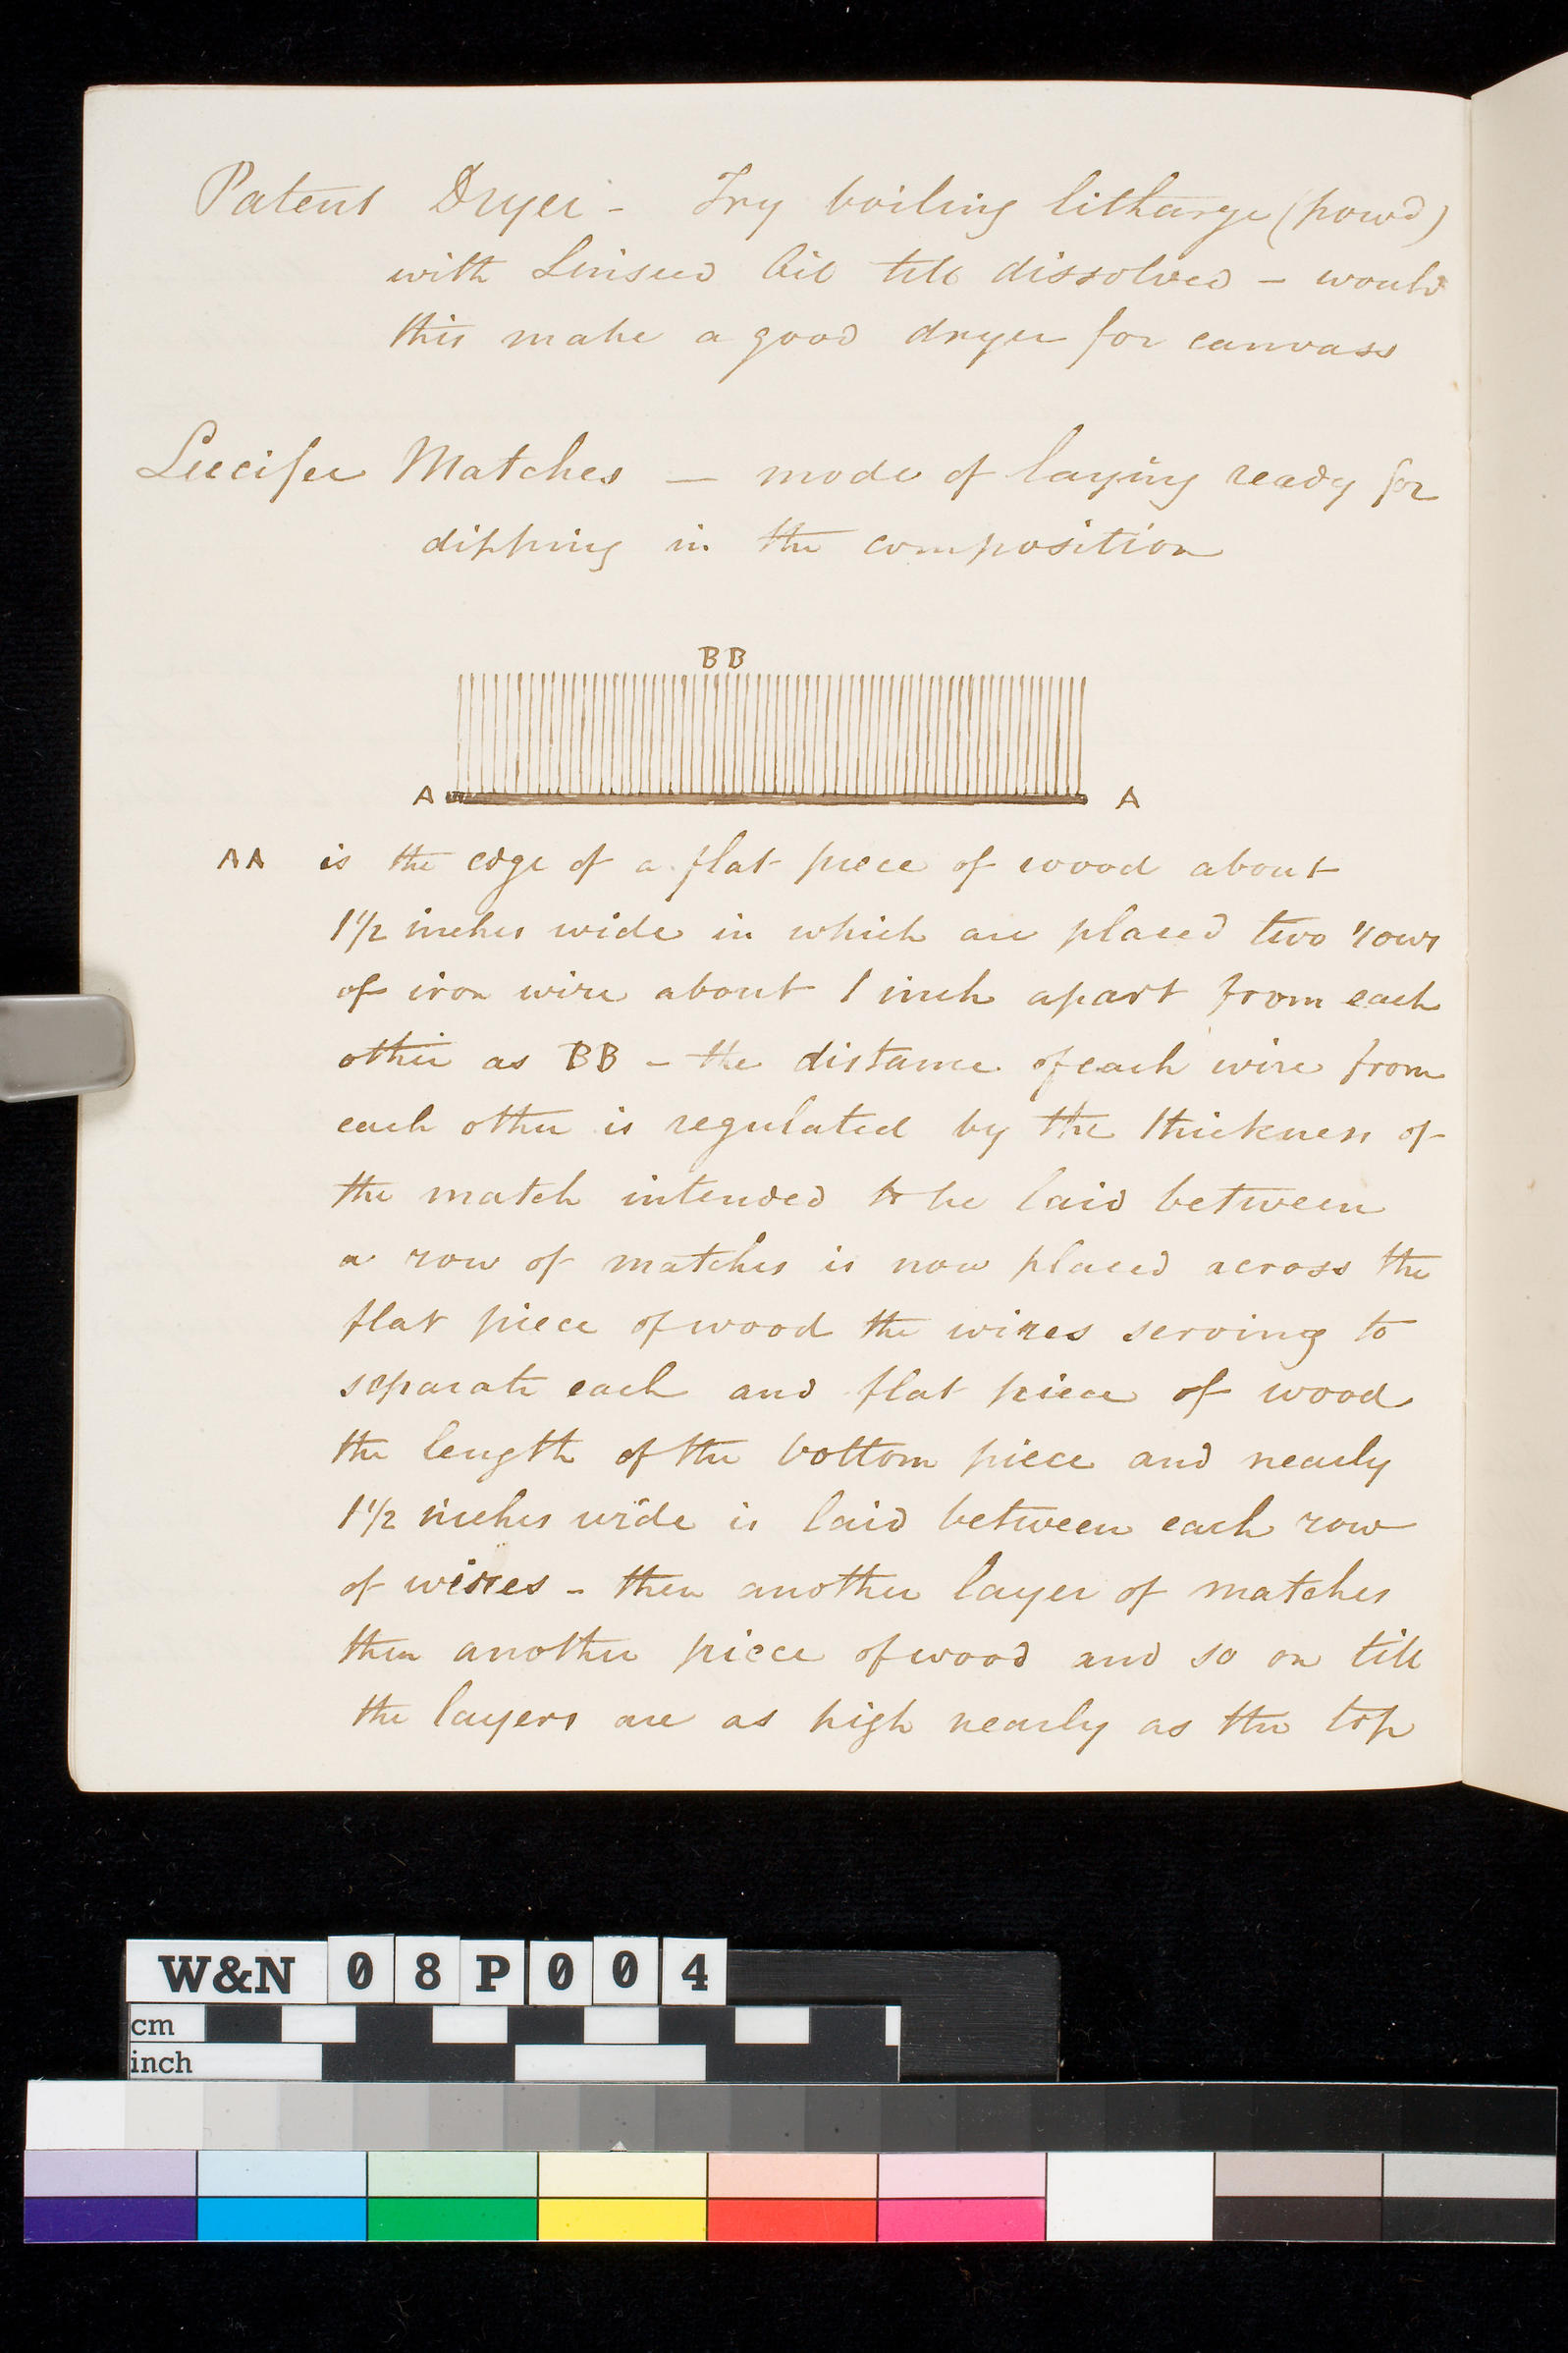 Patent Dryer - Try boiling litharge (powd)
with Linseed Oil till dissolved - would
this make a good dryer for canvass
Lucifer Matches - mode of laying ready for
dipping in the composition
BB
A A
AA is the edge of a flat piece of wood about
1 1/2 inches wide in which are placed two rows
of iron wire about 1 inch apart from each
other as BB - the distance of each wire from
each other is regulated by the thickness of
the match intended to be laid between
a row of matches is now placed across the
flat piece of wood the wires serving to
separate each and flat piece of wood
the length of the bottom piece and nearly
1 1/2 inches wide is laid between each row
of wires - then another layer of matches
then another piece of wood and so on till
the layers are as high nearly as the top
W&N 08P004
cm
inch